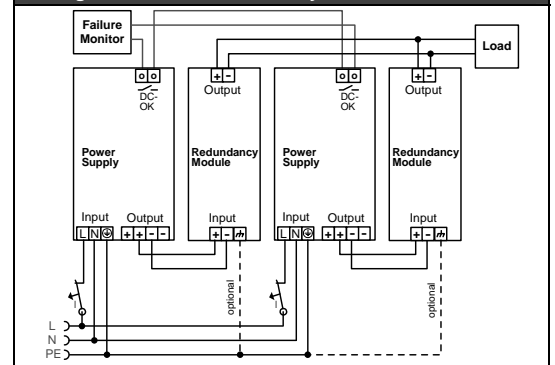 Failure
Monitor
Load
o o
DC-
OK
+ -
Output
o o
DC-
OK
+ -
Output
Power
Supply
Redundancy
Module
Power
Supply
Redundancy
Module
Input
L N
Output
+ + - -
Input
+ -
Input
L N
Output
+ + - -
Input
+ -
I
optional
I
optional
L
N
PE